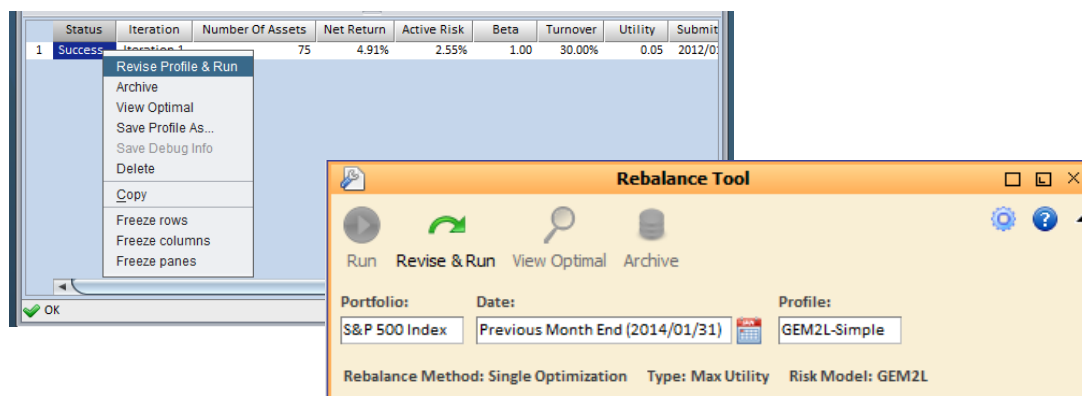 Status Iteration Number Of Assets Net Return Active Risk Beta Turnover Utility Submit
1 Success Iteration 1 75 4.91% 2.55% 1.00 30.00% 0.05 2012/0
Revise Profile & Run
Archive
View Optimal
Save Profile As...
Save Debug Info
Delete
Copy
Freeze rows
Freeze columns
Freeze panes
OK
Rebalance Tool
Run Revise & Run View Optimal Archive
Portfolio: Date: Profile:
S&P 500 Index Previous Month End (2014/01/31) GEM2L-Simple
Rebalance Method: Single Optimization Type: Max Utility Risk Model: GEM2L